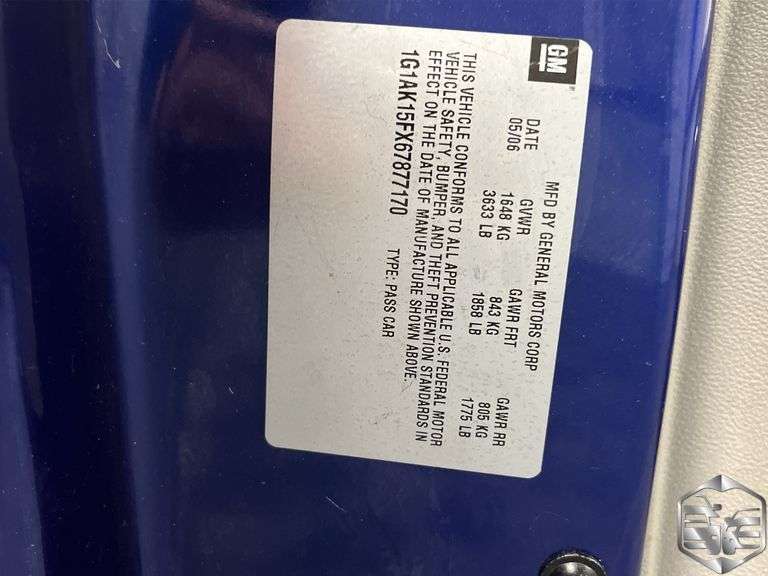 GM
MFD BY GENERAL MOTORS CORP
DATE GVWR GAWR FRT GAWR RR
05/06 1648 KG 843 KG 805 KG
3633 LB 1858 LB 1775 LB
THIS VEHICLE CONFORMS TO ALL APPLICABLE U.S. FEDERAL MOTOR
VEHICLE SAFETY, BUMPER, AND THEFT PREVENTION STANDARDS IN
EFFECT ON THE DATE OF MANUFACTURE SHOWN ABOVE.
1G1AK15FX67877170 TYPE: PASS CAR